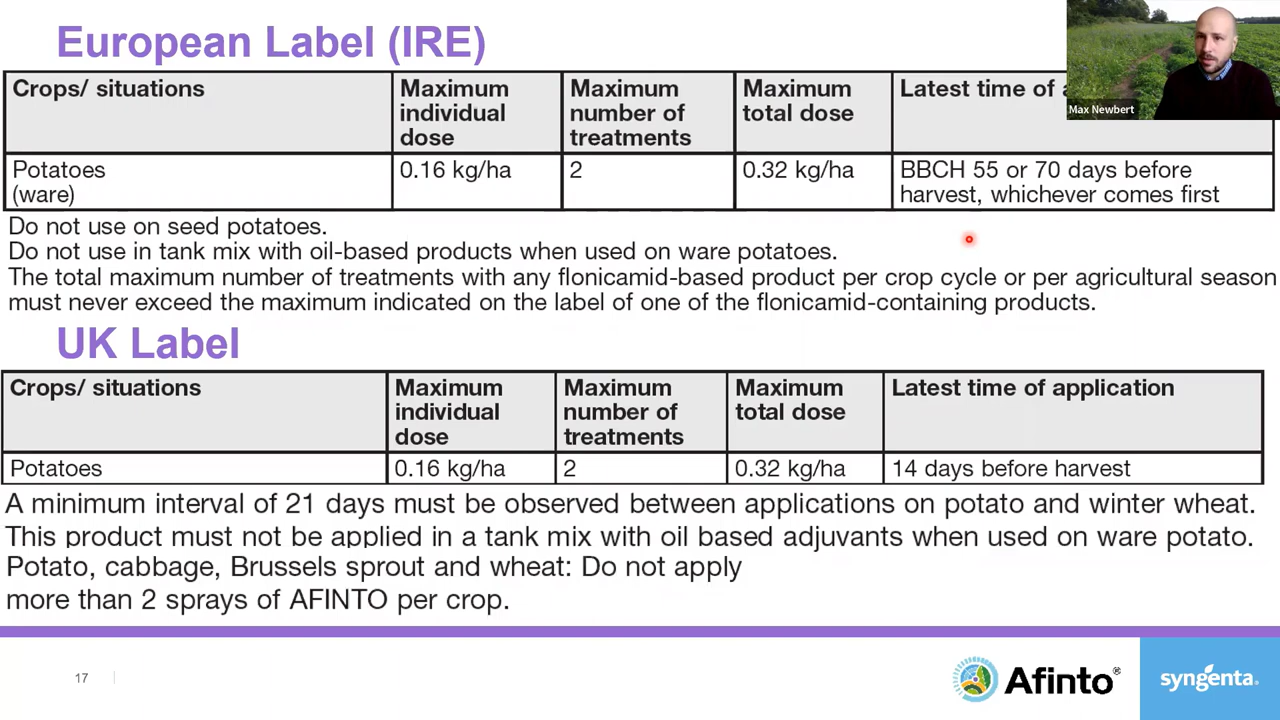 European Label (IRE)
Crops/ situations
Maximum
individual
dose
Maximum
number of
treatments
Maximum
total dose
Latest time of
Max Newbert
Potatoes
(ware)
0.16 kg/ha
2
0.32 kg/ha
BBCH 55 or 70 days before
harvest, whichever comes first
Do not use on seed potatoes.
Do not use in tank mix with oil-based products when used on ware potatoes.
The total maximum number of treatments with any flonicamid-based product per crop cycle or per agricultural season
must never exceed the maximum indicated on the label of one of the flonicamid-containing products.
UK Label
Crops/ situations
Maximum
individual
dose
Maximum
number of
treatments
Maximum
total dose
Latest time of application
Potatoes
0.16 kg/ha
2
0.32 kg/ha
14 days before harvest
A minimum interval of 21 days must be observed between applications on potato and winter wheat.
This product must not be applied in a tank mix with oil based adjuvants when used on ware potato.
Potato, cabbage, Brussels sprout and wheat: Do not apply
more than 2 sprays of AFINTO per crop.
17
Afinto®
syngenta.